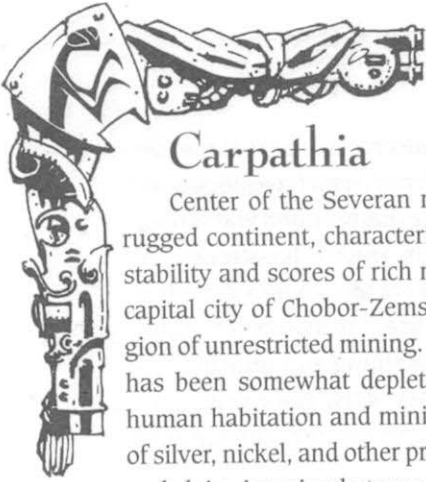 Carpathia
Center of the Severan
rugged continent, character
stability and scores of rich
capital city of Chobor-Zems
gion of unrestricted mining.
has been somewhat deplet
human habitation and mini
of silver, nickel, and other pr